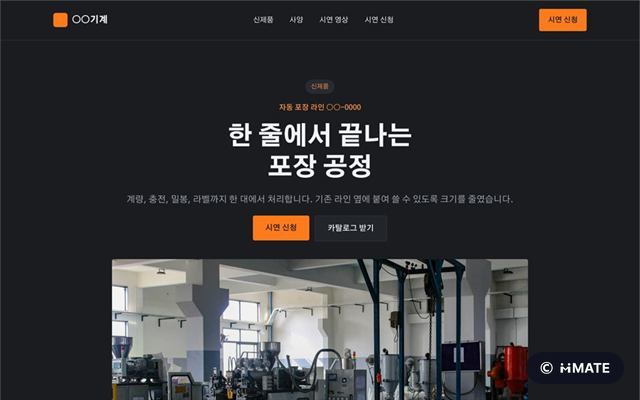 ○○기계
신제품 사양 시연 영상 시연 신청
시연 신청
신제품
자동 포장 라인 ○○-0000
한 줄에서 끝나는
포장 공정
계량, 충전, 밀봉, 라벨까지 한 대에서 처리합니다. 기존 라인 옆에 붙여 쓸 수 있도록 크기를 줄였습니다.
시연 신청 카탈로그 받기
© MMATE